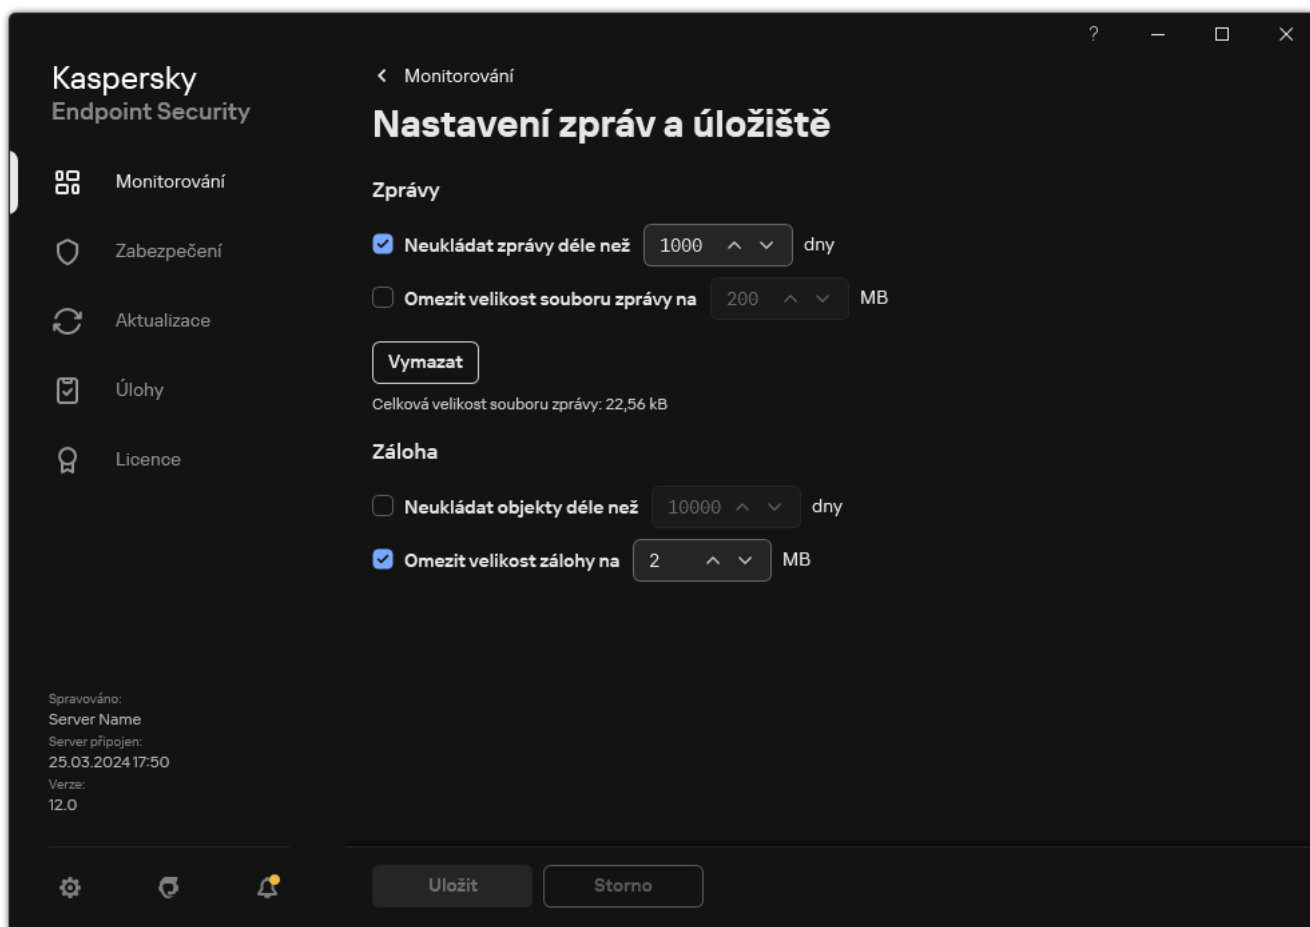 ?
Kaspersky
Endpoint Security
Monitorování
Zabezpečení
Aktualizace
Úlohy
Licence
Spravováno:
Server Name
Server připojen:
25.03.2024 17:50
Verze:
12.0
Monitorování
Nastavení zpráv a úložiště
Zprávy
Neukládat zprávy déle než 1000 dny
Omezit velikost souboru zprávy na 200 MB
Vymazat
Celková velikost souboru zprávy: 22,56 kB
Záloha
Neukládat objekty déle než 10000 dny
Omezit velikost zálohy na 2 MB
Uložit Storno